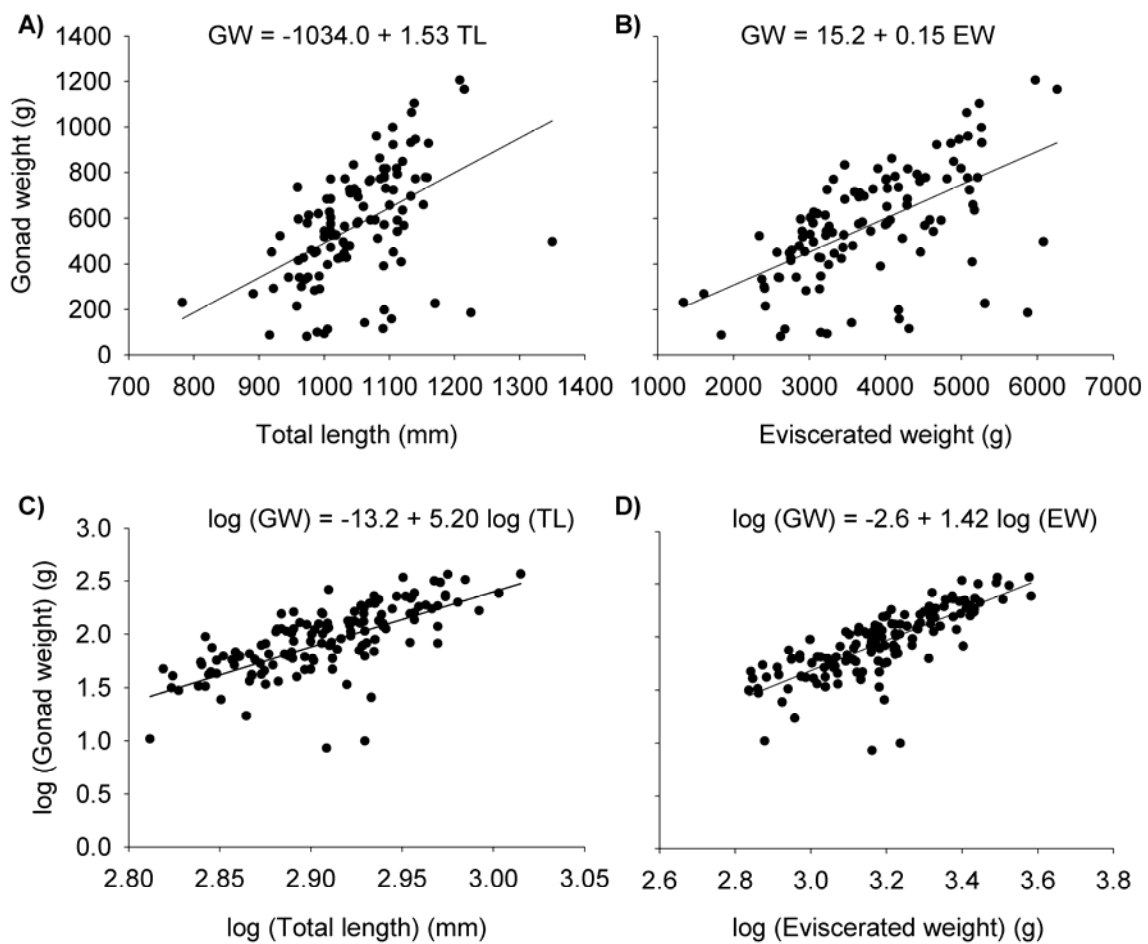 A)
GW = -1034.0 + 1.53 TL
B)
GW = 15.2 + 0.15 EW
Gonad weight (g)
1400
1200
1000
800
600
400
200
0
700 800 900 1000 1100 1200 1300 1400
Total length (mm)
1000 2000 3000 4000 5000 6000 7000
Eviscerated weight (g)
C)
log (GW) = -13.2 + 5.20 log (TL)
D)
log (GW) = -2.6 + 1.42 log (EW)
log (Gonad weight) (g)
3.0
2.5
2.0
1.5
1.0
0.5
0.0
2.80 2.85 2.90 2.95 3.00 3.05
log (Total length) (mm)
2.6 2.8 3.0 3.2 3.4 3.6 3.8
log (Eviscerated weight) (g)